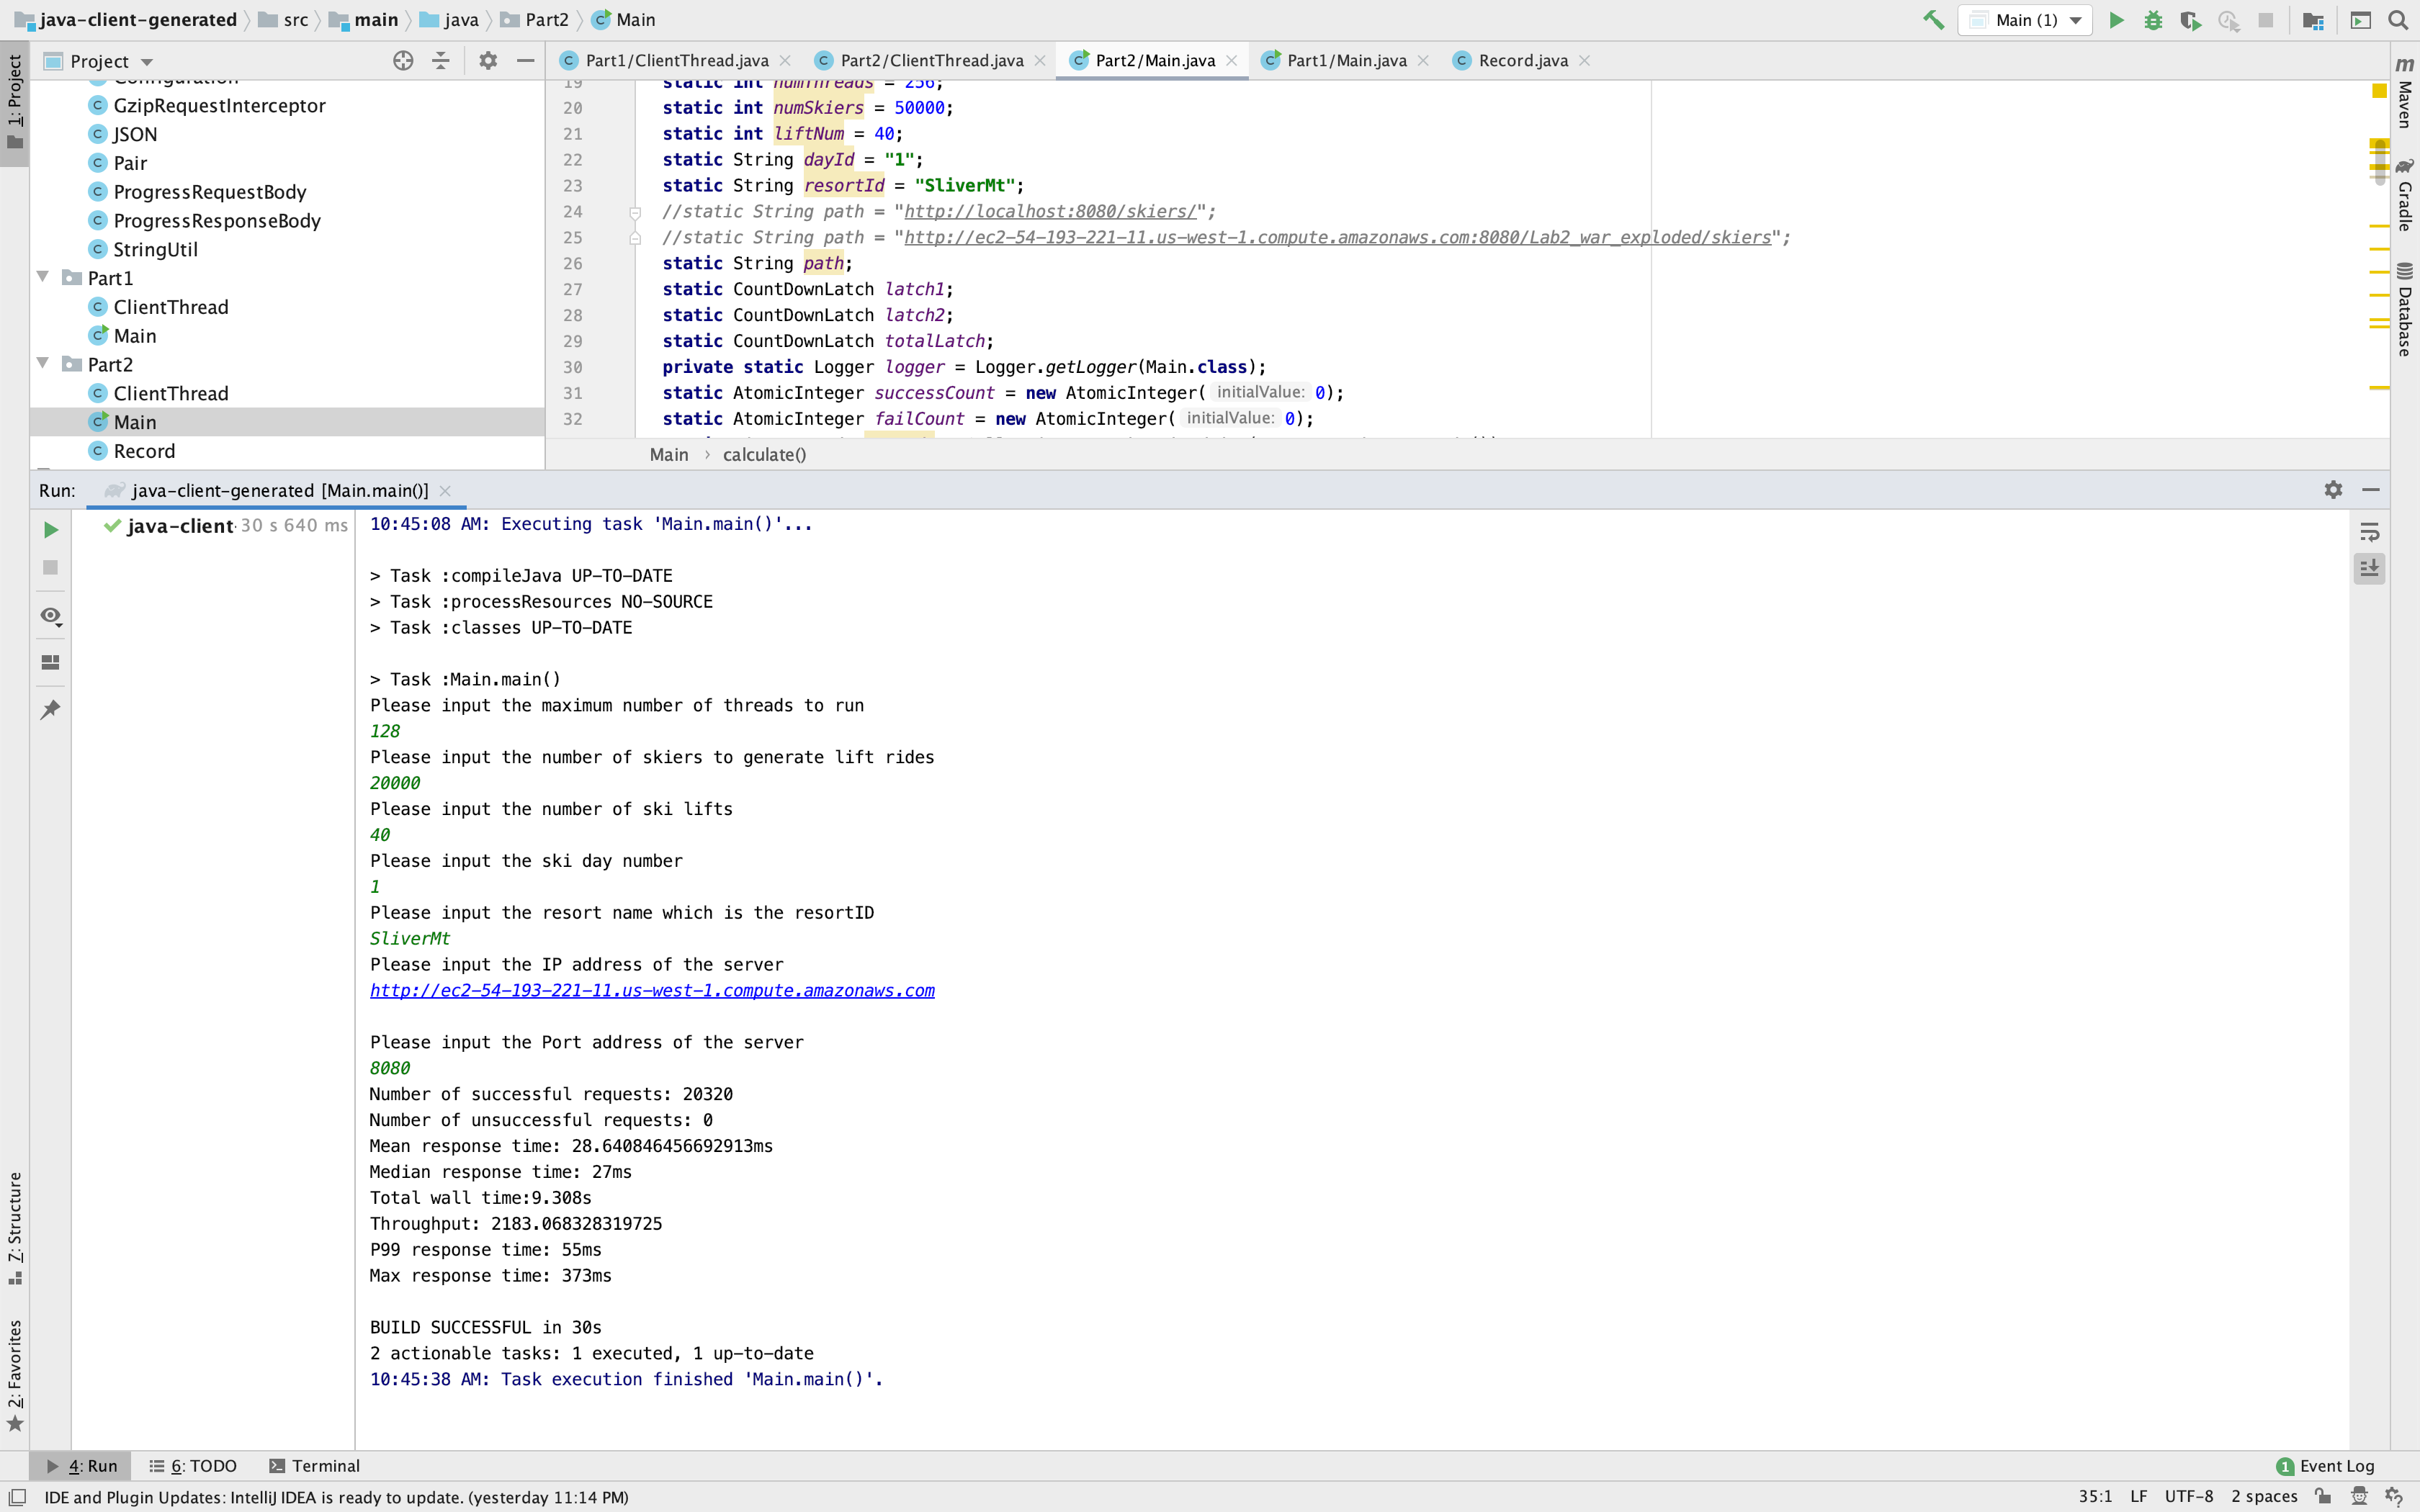 java-client-generated src main java Part2 Main
Main (1)
1: Project
Project
Configuration
GzipRequestInterceptor
JSON
Pair
ProgressRequestBody
ProgressResponseBody
StringUtil
Part1
ClientThread
Main
Part2
ClientThread
Main
Record
Part1/ClientThread.java Part2/ClientThread.java Part2/Main.java Part1/Main.java Record.java
19 static int numThreads = 256;
20 static int numSkiers = 50000;
21 static int liftNum = 40;
22 static String dayId = "1";
23 static String resortId = "SliverMt";
24 //static String path = "http://localhost:8080/skiers/";
25 //static String path = "http://ec2-54-193-221-11.us-west-1.compute.amazonaws.com:8080/Lab2_war_exploded/skiers";
26 static String path;
27 static CountDownLatch latch1;
28 static CountDownLatch latch2;
29 static CountDownLatch totalLatch;
30 private static Logger logger = Logger.getLogger(Main.class);
31 static AtomicInteger successCount = new AtomicInteger( initialValue: 0);
32 static AtomicInteger failCount = new AtomicInteger( initialValue: 0);
Main › calculate()
Maven
Gradle
Database
Run: java-client-generated [Main.main()]
java-client 30 s 640 ms
10:45:08 AM: Executing task 'Main.main()'...
> Task :compileJava UP-TO-DATE
> Task :processResources NO-SOURCE
> Task :classes UP-TO-DATE
> Task :Main.main()
Please input the maximum number of threads to run
128
Please input the number of skiers to generate lift rides
20000
Please input the number of ski lifts
40
Please input the ski day number
1
Please input the resort name which is the resortID
SliverMt
Please input the IP address of the server
http://ec2-54-193-221-11.us-west-1.compute.amazonaws.com
Please input the Port address of the server
8080
Number of successful requests: 20320
Number of unsuccessful requests: 0
Mean response time: 28.640846456692913ms
Median response time: 27ms
Total wall time:9.308s
Throughput: 2183.068328319725
P99 response time: 55ms
Max response time: 373ms
BUILD SUCCESSFUL in 30s
2 actionable tasks: 1 executed, 1 up-to-date
10:45:38 AM: Task execution finished 'Main.main()'.
7: Structure
2: Favorites
4: Run 6: TODO Terminal
1 Event Log
IDE and Plugin Updates: IntelliJ IDEA is ready to update. (yesterday 11:14 PM)
35:1 LF UTF-8 2 spaces